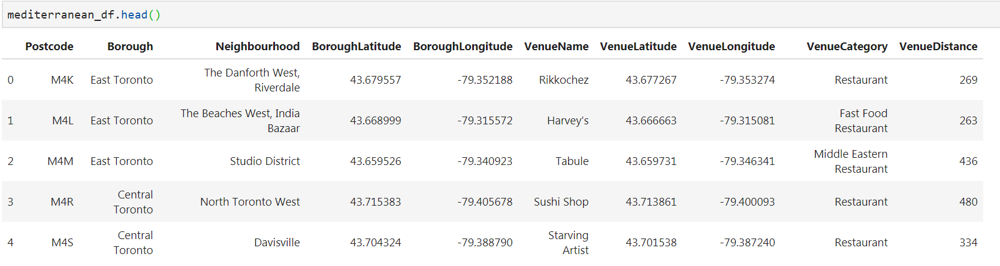 mediterranean_df.head()
Postcode Borough Neighbourhood BoroughLatitude BoroughLongitude VenueName VenueLatitude VenueLongitude VenueCategory VenueDistance
0 M4K East Toronto The Danforth West, Riverdale 43.679557 -79.352188 Rikkochez 43.677267 -79.353274 Restaurant 269
1 M4L East Toronto The Beaches West, India Bazaar 43.668999 -79.315572 Harvey's 43.666663 -79.315081 Fast Food Restaurant 263
2 M4M East Toronto Studio District 43.659526 -79.340923 Tabule 43.659731 -79.346341 Middle Eastern Restaurant 436
3 M4R Central Toronto North Toronto West 43.715383 -79.405678 Sushi Shop 43.713861 -79.400093 Restaurant 480
4 M4S Central Toronto Davisville 43.704324 -79.388790 Starving Artist 43.701538 -79.387240 Restaurant 334